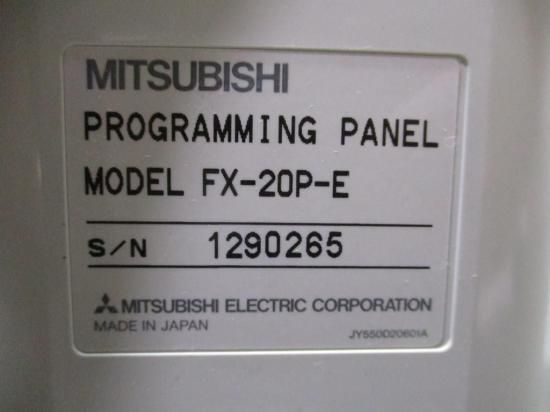 MITSUBISHI
PROGRAMMING PANEL
MODEL FX-20P-E
S/N 1290265
MITSUBISHI ELECTRIC CORPORATION
MADE IN JAPAN JY550D20601A